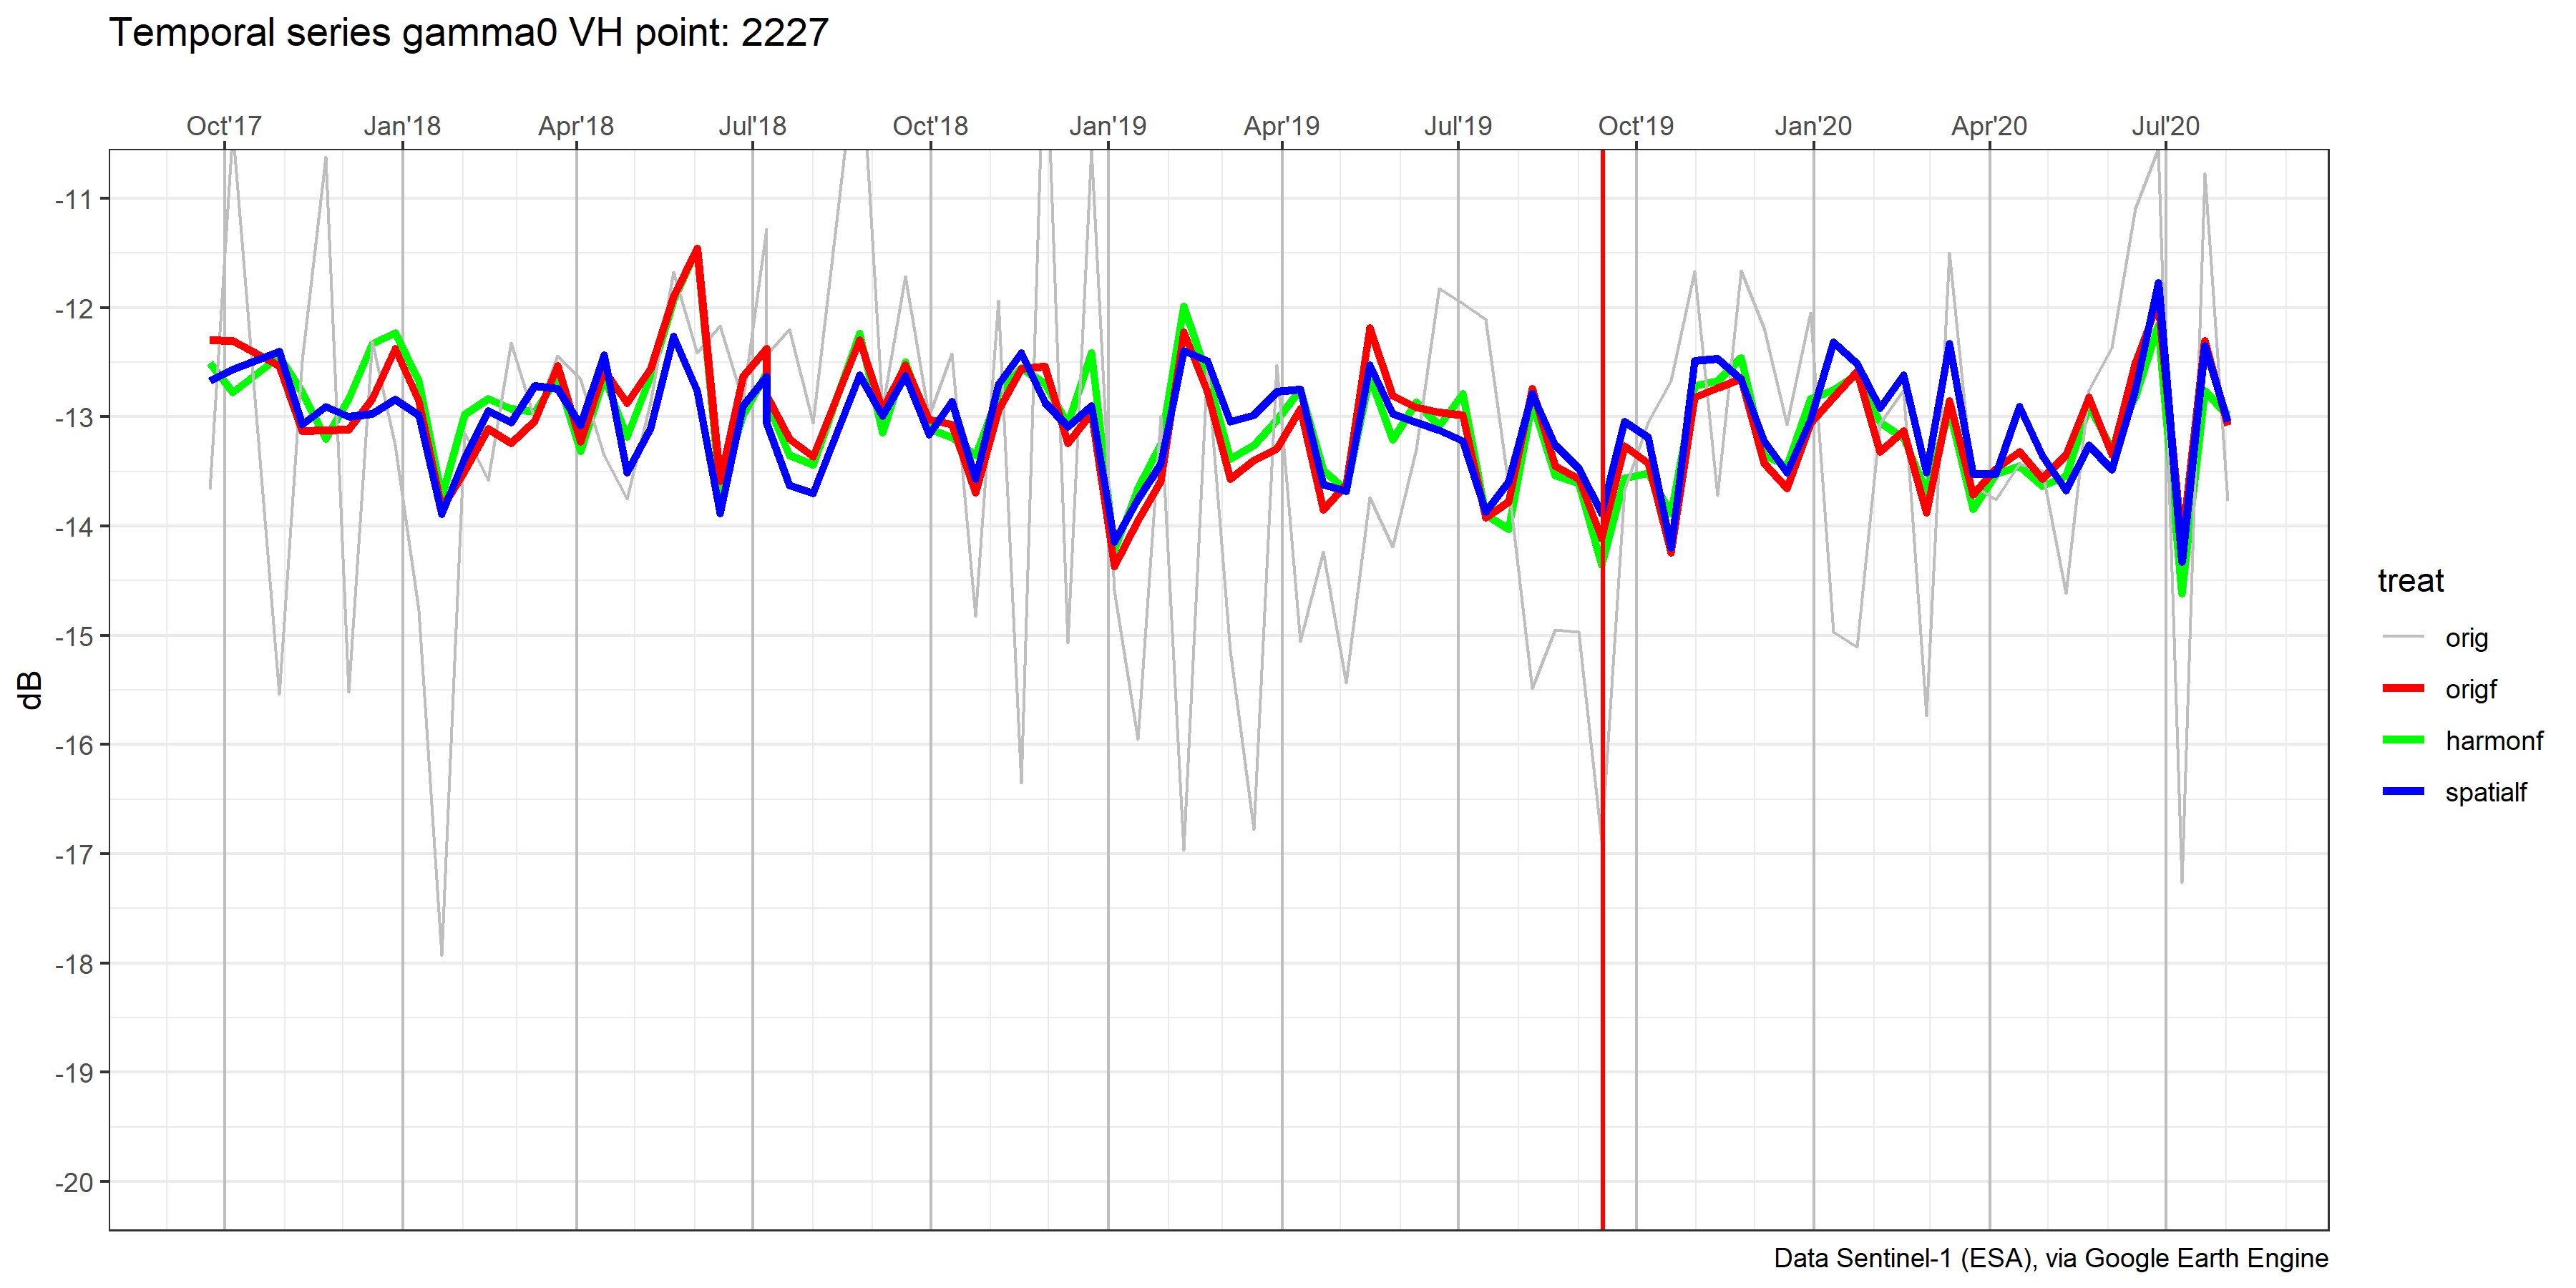 Temporal series gamma0 VH point: 2227
Oct'17 Jan'18 Apr'18 Jul'18 Oct'18 Jan'19 Apr'19 Jul'19 Oct'19 Jan'20 Apr'20 Jul'20
-11
-12
-13
-14
-15
-16
-17
-18
-19
-20
dB
treat
orig
origf
harmonf
spatialf
Data Sentinel-1 (ESA), via Google Earth Engine